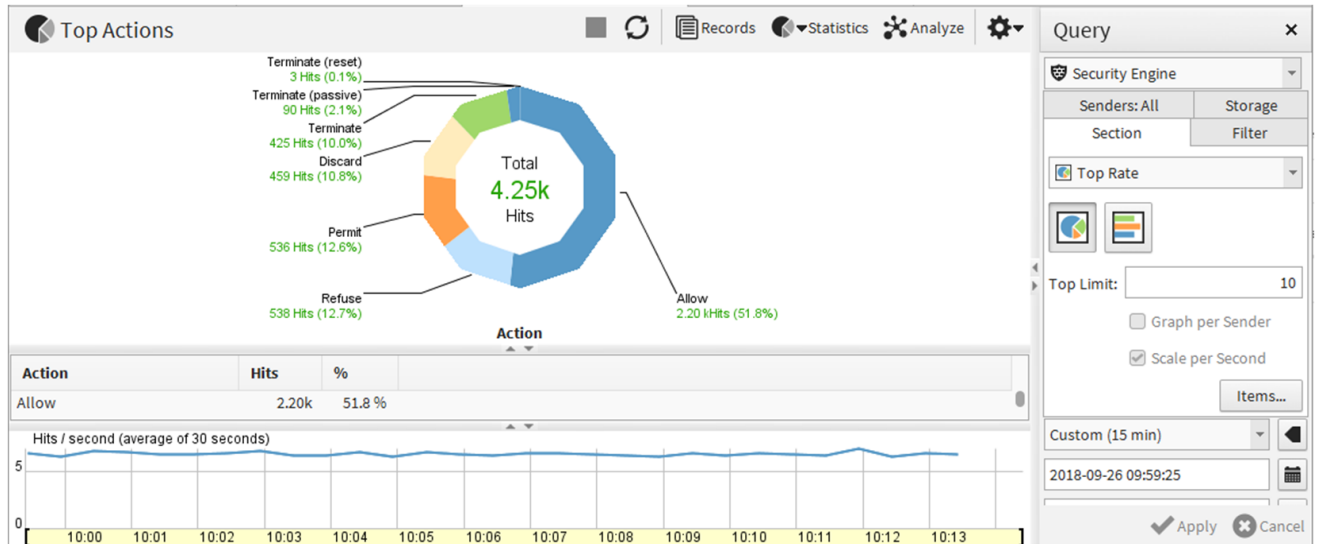 Top Actions
Records
Statistics
Analyze
Terminate (reset)
3 Hits (0.1%)
Terminate (passive)
90 Hits (2.1%)
Terminate
425 Hits (10.0%)
Discard
459 Hits (10.8%)
Permit
536 Hits (12.6%)
Refuse
538 Hits (12.7%)
Total
4.25k
Hits
Allow
2.20 kHits (51.8%)
Action
Action Hits %
Allow 2.20k 51.8 %
Hits / second (average of 30 seconds)
5
0
10:00 10:01 10:02 10:03 10:04 10:05 10:06 10:07 10:08 10:09 10:10 10:11 10:12 10:13
Query
Security Engine
Senders: All Storage
Section Filter
Top Rate
Top Limit: 10
Graph per Sender
Scale per Second
Items...
Custom (15 min)
2018-09-26 09:59:25
Apply Cancel